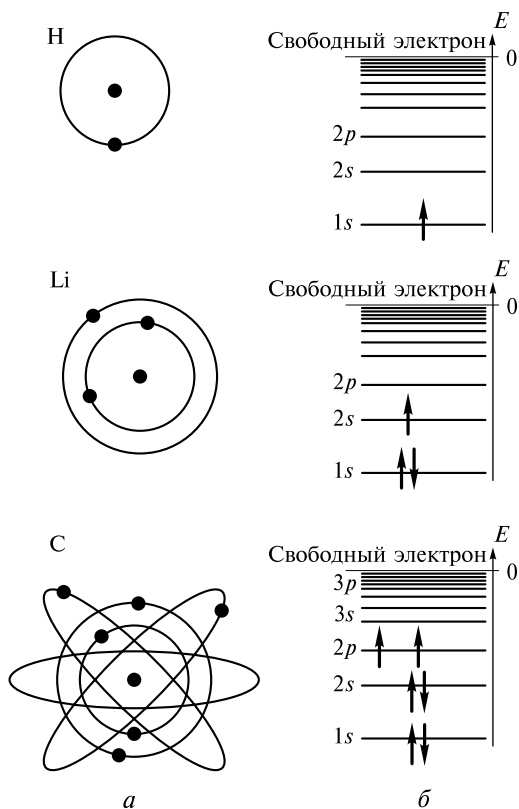 H
E
Свободный электрон
0
2p
2s
1s
Li
E
Свободный электрон
0
2p
2s
1s
C
E
Свободный электрон
0
3p
3s
2p
2s
1s
а
б